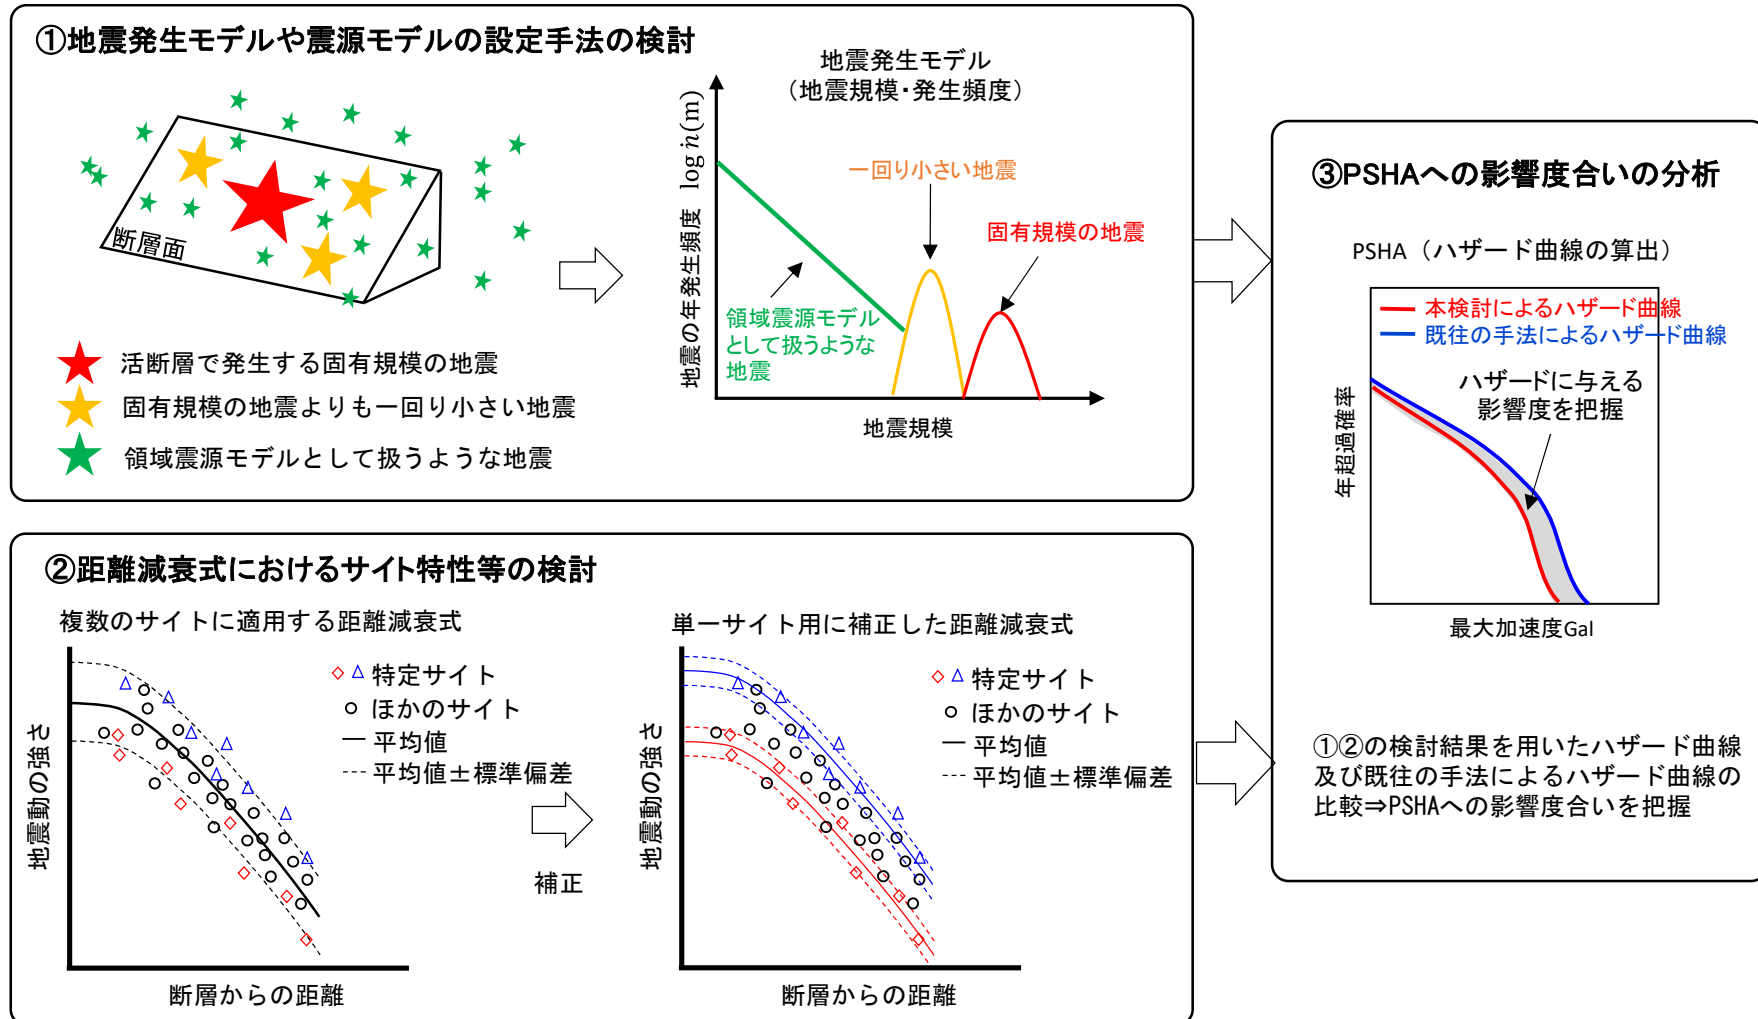 ①地震発生モデルや震源モデルの設定手法の検討
断層面
活断層で発生する固有規模の地震
固有規模の地震よりも一回り小さい地震
領域震源モデルとして扱うような地震
地震発生モデル
（地震規模・発生頻度）
地震の年発生頻度 log n(m)
一回り小さい地震
固有規模の地震
領域震源モデル
として扱うような
地震
地震規模
②距離減衰式におけるサイト特性等の検討
複数のサイトに適用する距離減衰式
特定サイト
ほかのサイト
平均値
平均値±標準偏差
地震動の強さ
断層からの距離
補正
単一サイト用に補正した距離減衰式
特定サイト
ほかのサイト
平均値
平均値±標準偏差
地震動の強さ
断層からの距離
③PSHAへの影響度合いの分析
PSHA（ハザード曲線の算出）
本検討によるハザード曲線
既往の手法によるハザード曲線
ハザードに与える
影響度を把握
年超過確率
最大加速度Gal
①②の検討結果を用いたハザード曲線
及び既往の手法によるハザード曲線の
比較⇒PSHAへの影響度合いを把握